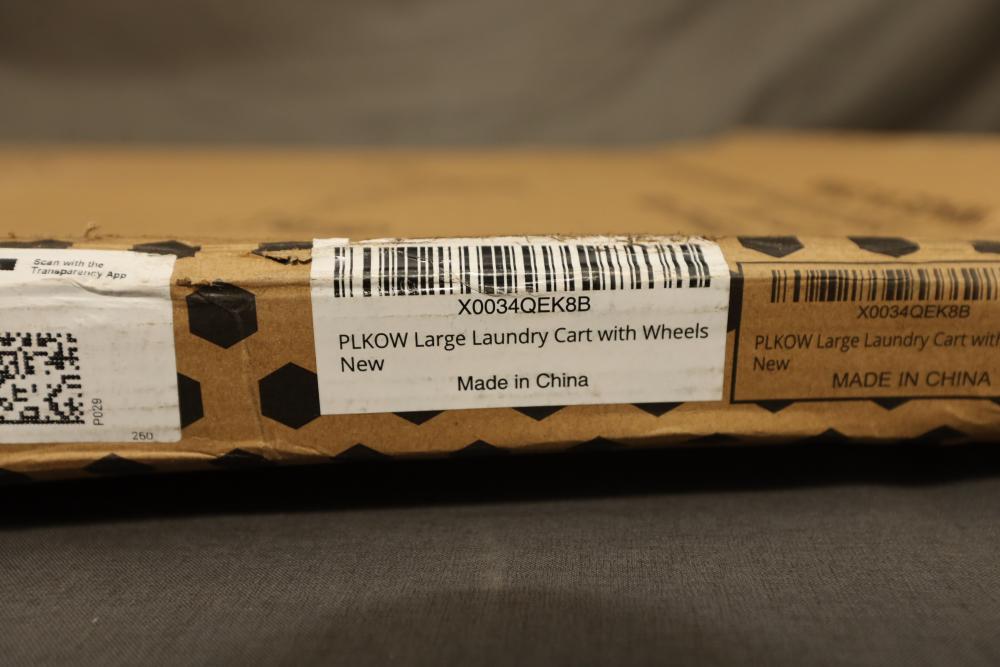 Scan with the
Transparency App
P029
260
X0034QEK8B
PLKOW Large Laundry Cart with Wheels
New
Made in China
X0034QEK8B
PLKOW Large Laundry Cart with
New
MADE IN CHINA